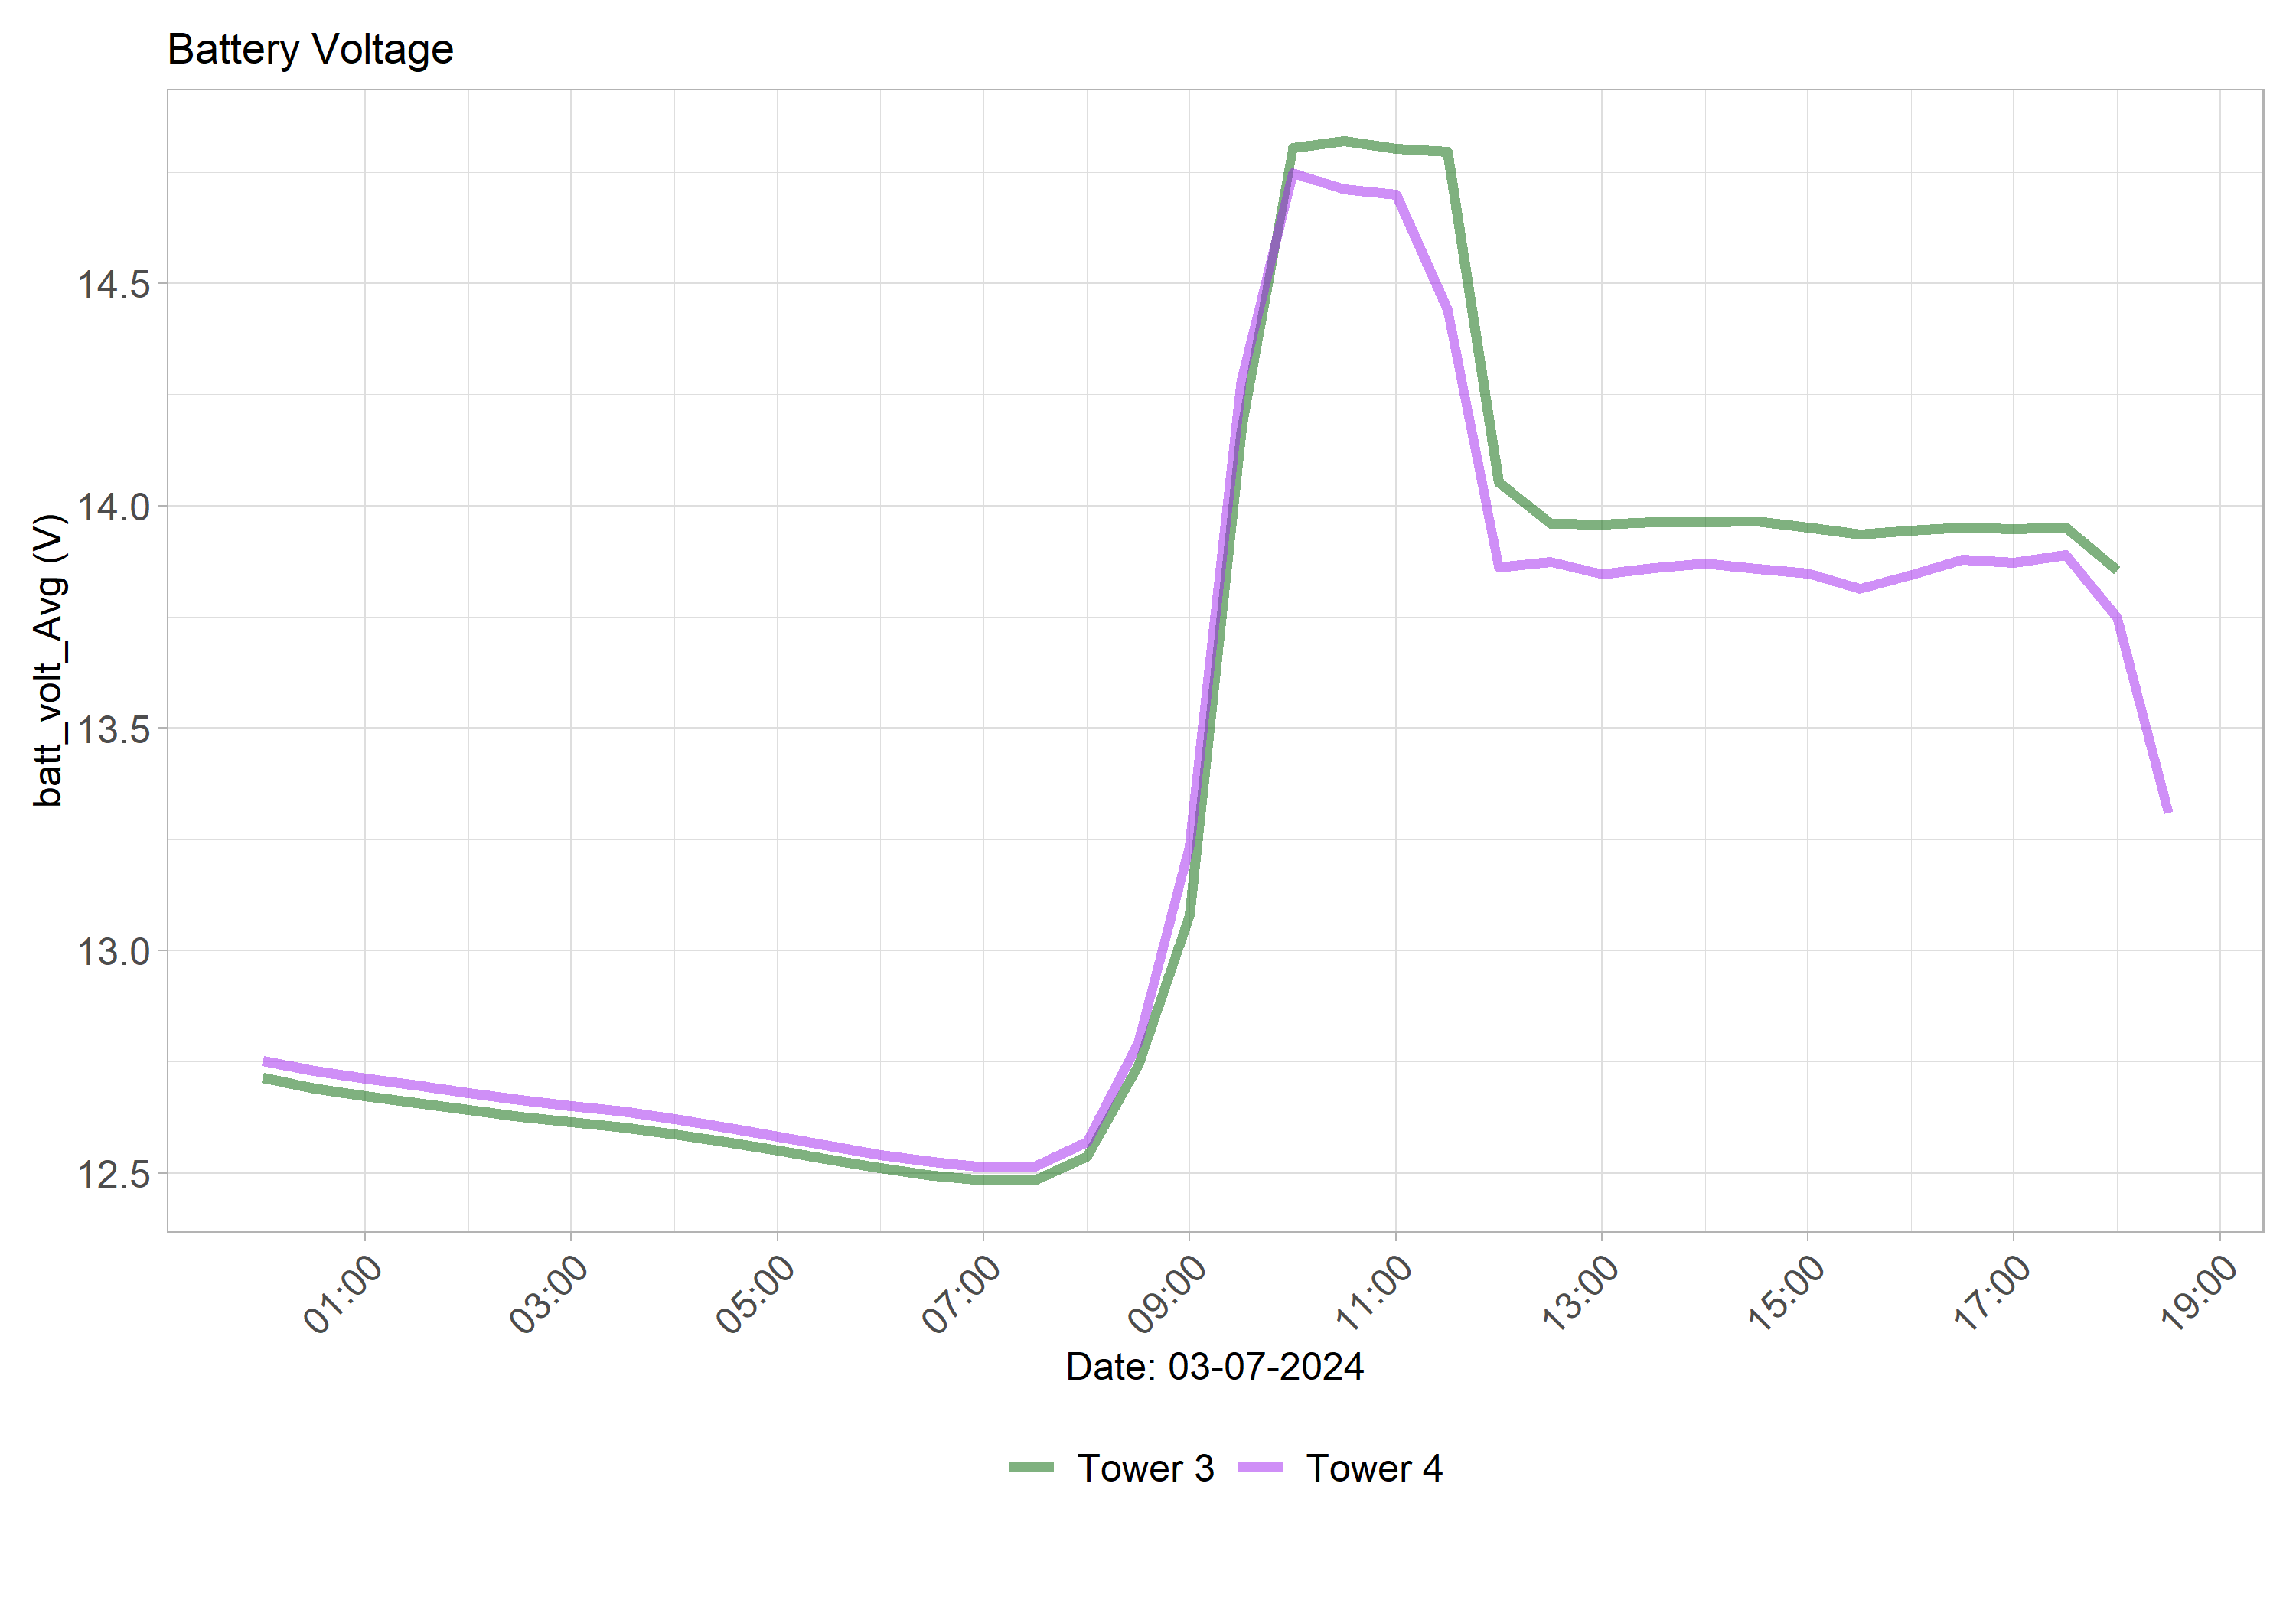 Battery Voltage
batt_volt_Avg (V)
14.5
14.0
13.5
13.0
12.5
01:00 03:00 05:00 07:00 09:00 11:00 13:00 15:00 17:00 19:00
Date: 03-07-2024
Tower 3 Tower 4